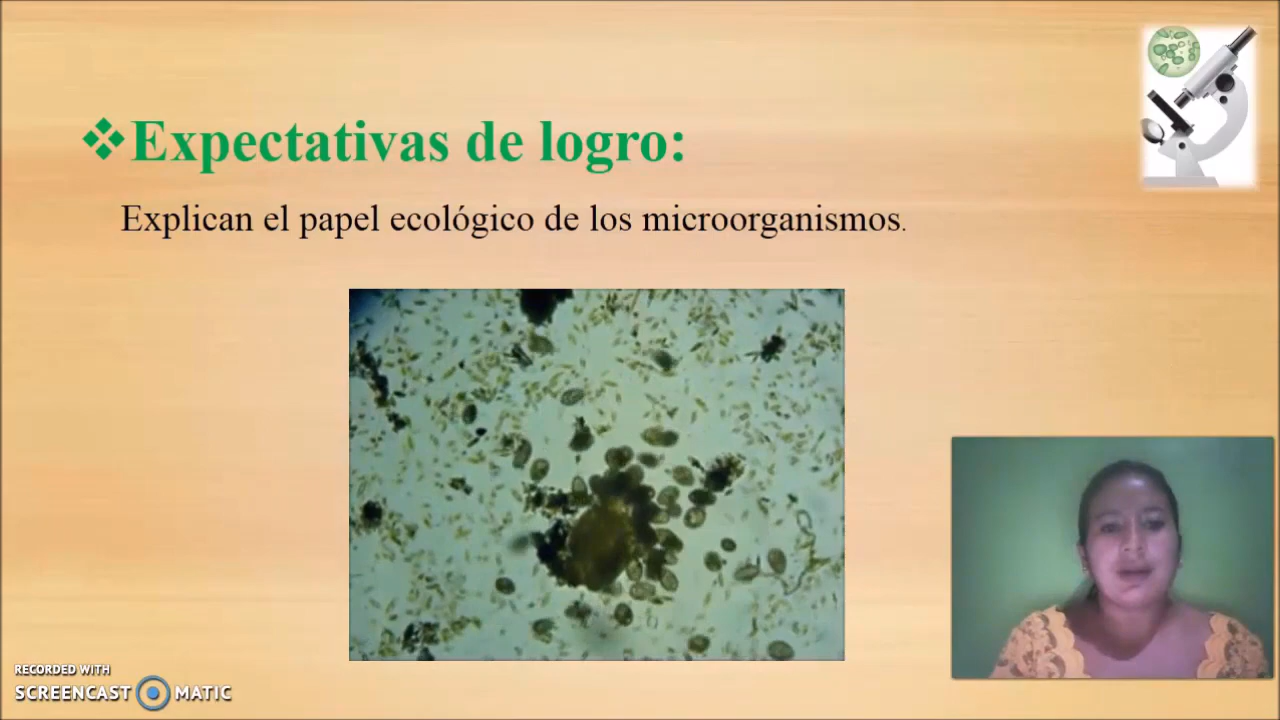 ❖Expectativas de logro:
Explican el papel ecológico de los microorganismos.
RECORDED WITH
SCREENCAST MATIC